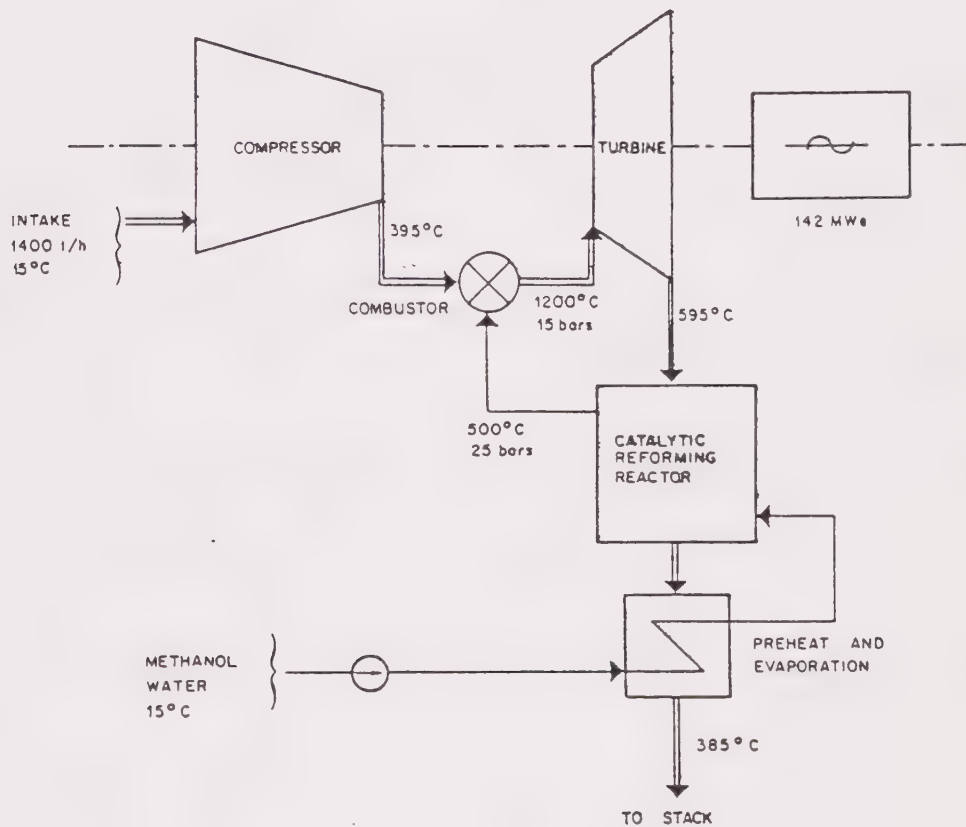 COMPRESSOR
TURBINE
142 MWe
INTAKE
1400 t/h
15°C
395°C
COMBUSTOR
1200°C
15 bars
595°C
500°C
25 bars
CATALYTIC
REFORMING
REACTOR
PREHEAT AND
EVAPORATION
METHANOL
WATER
15°C
385°C
TO STACK